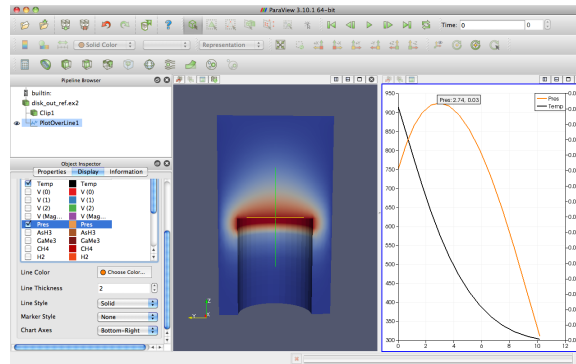 ParaView 3.10.1 64-bit
Time: 0.0
0
Solid Color
Representation
Pipeline Browser
builtin:
disk_out_ref.ex2
Clip1
PlotOverLine1
Object Inspector
Properties Display Information
Temp Temp
V (0) V (0)
V (1) V (1)
V (2) V (2)
V (Mag... V (Mag...
Pres Pres
AsH3 AsH3
GaMe3 GaMe3
CH4 CH4
H2 H2
Line Color Choose Color...
Line Thickness 2
Line Style Solid
Marker Style None
Chart Axes Bottom-Right
Z
Y
X
Pres: 2.74, 0.03
Pres
Temp
950
900
850
800
750
700
650
600
550
500
450
400
350
300
0 2 4 6 8 10 12